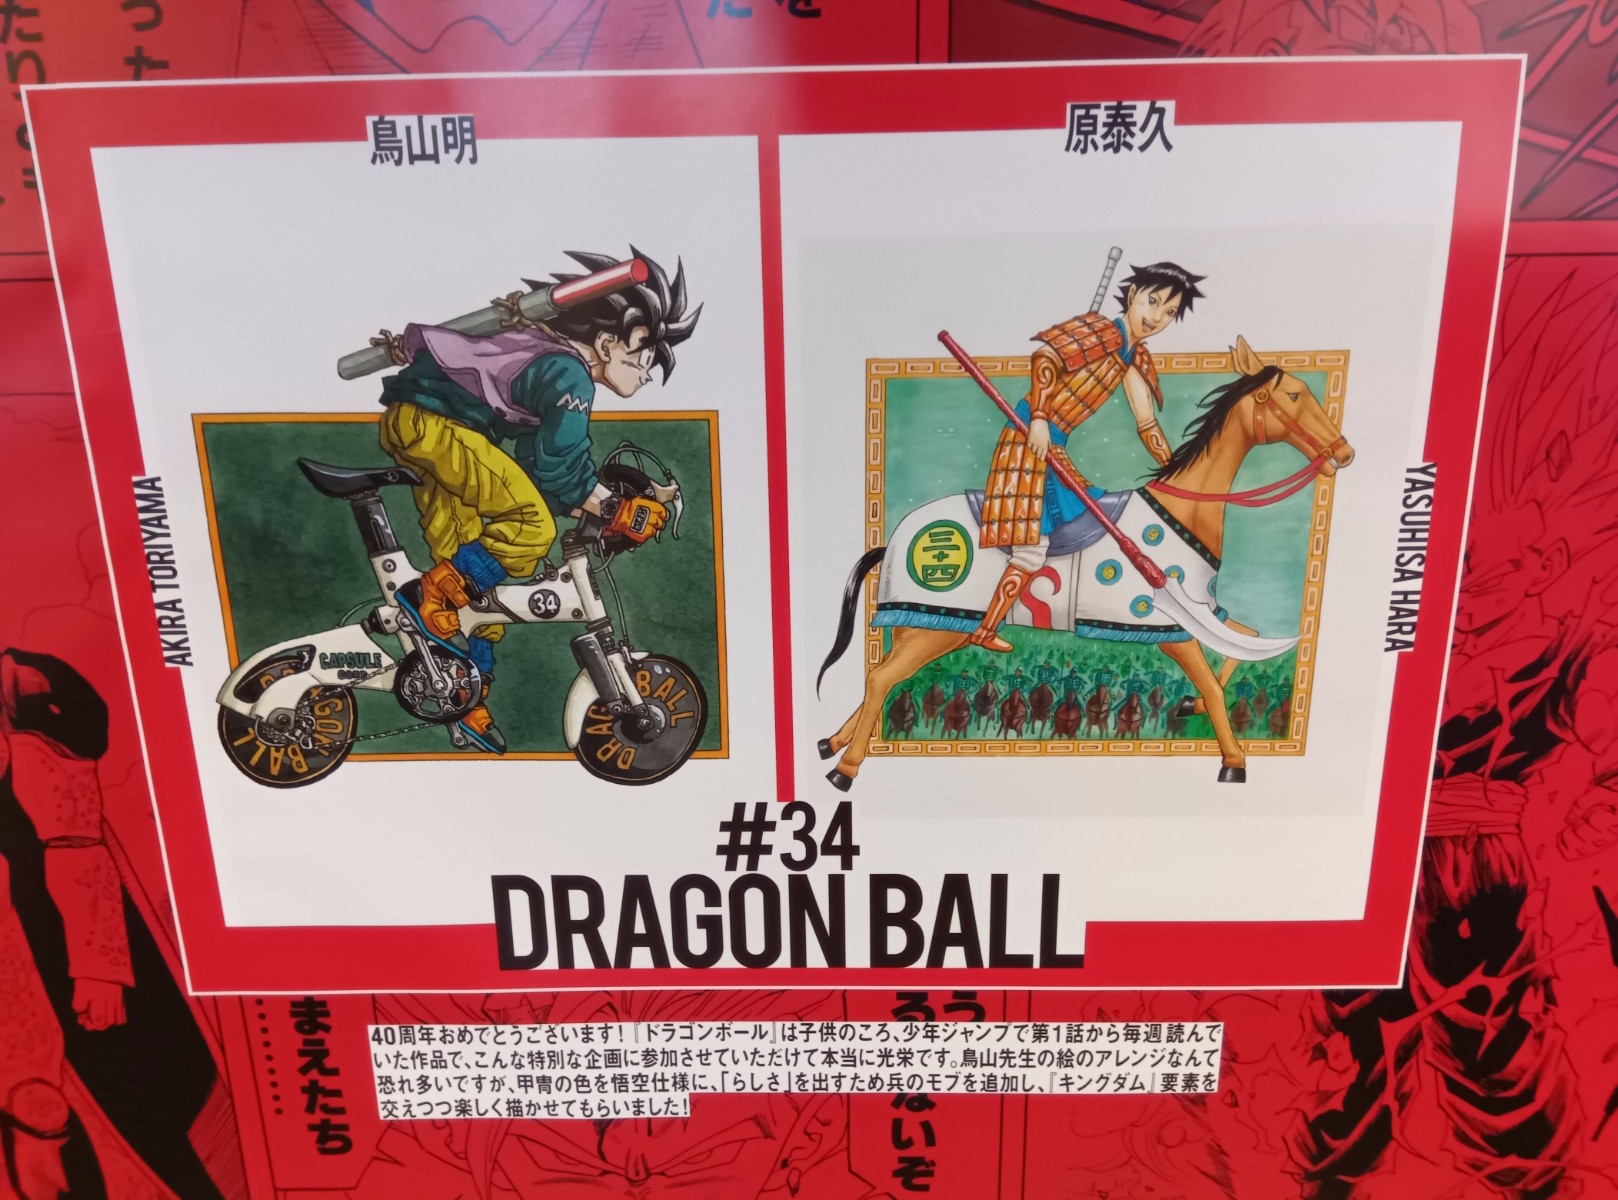 鳥山明
原泰久
AKIRA TORIYAMA
YASUHISA HARA
AM
34
CAPSULE
CORP.
DRAGON BALL
DRAGON BALL
三十四
#34
DRAGON BALL
40周年おめでとうございます!『ドラゴンボール』は子供のころ、少年ジャンプで第1話から毎週読んで
いた作品で、こんな特別な企画に参加させていただけて本当に光栄です。鳥山先生の絵のアレンジなんて
恐れ多いですが、甲冑の色を悟空仕様に、「らしさ」を出すため兵のモブを追加し、『キングダム』要素を
交えつつ楽しく描かせてもらいました!
まえたち
ないぞ